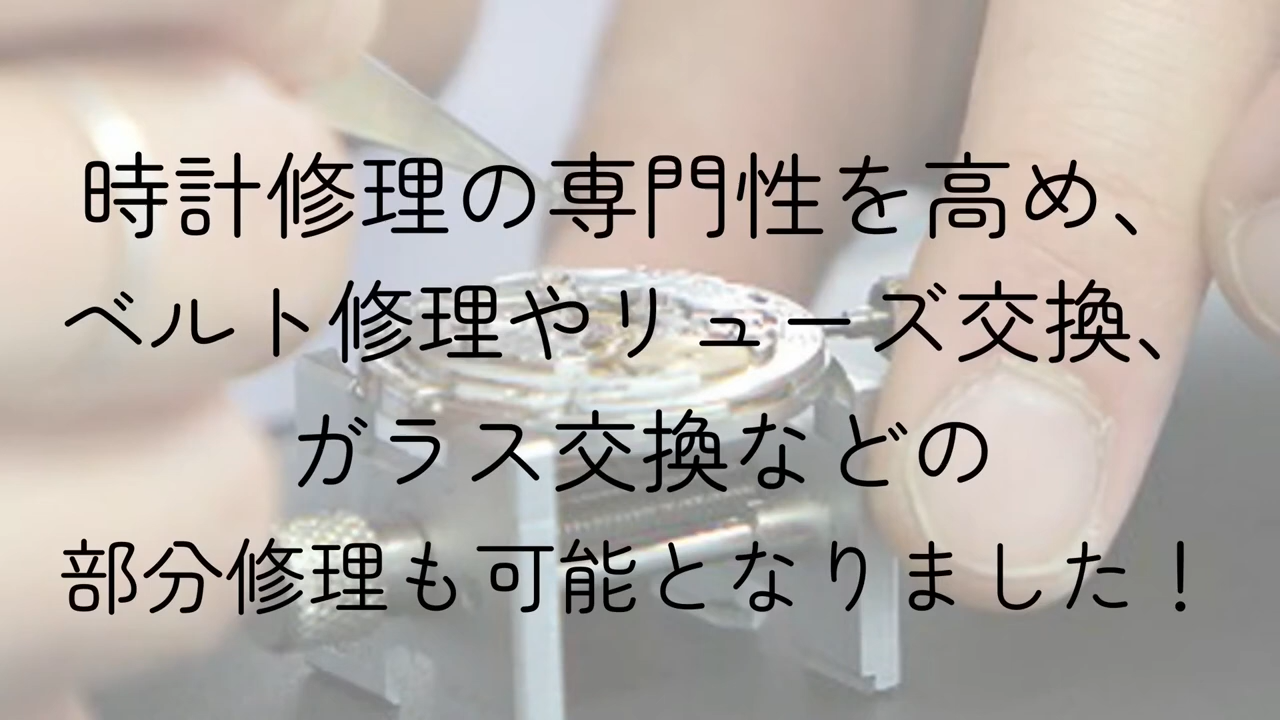 時計修理の専門性を高め、
ベルト修理やリューズ交換、
ガラス交換などの
部分修理も可能となりました！